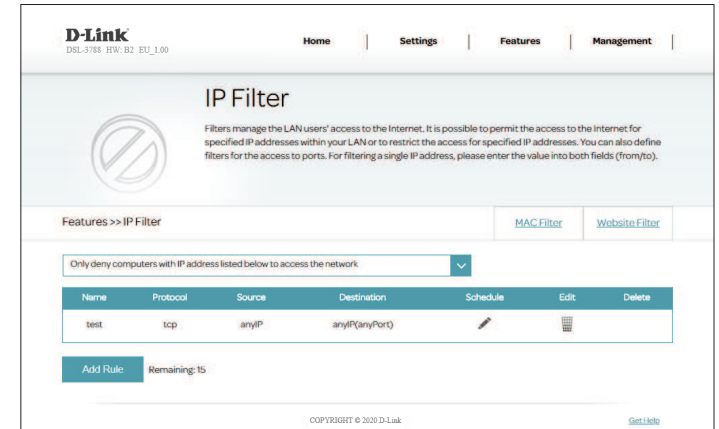 D-Link
DSL-3788 HW: B2 EU_1.00
Home Settings Features Management
IP Filter
Filters manage the LAN users' access to the Internet. It is possible to permit the access to the Internet for
specified IP addresses within your LAN or to restrict the access for specified IP addresses. You can also define
filters for the access to ports. For filtering a single IP address, please enter the value into both fields (from/to).
Features >> IP Filter MAC Filter Website Filter
Only deny computers with IP address listed below to access the network
Name Protocol Source Destination Schedule Edit Delete
test tcp anyIP anyIP(anyPort)
Add Rule Remaining: 15
COPYRIGHT © 2020 D-Link Get Help